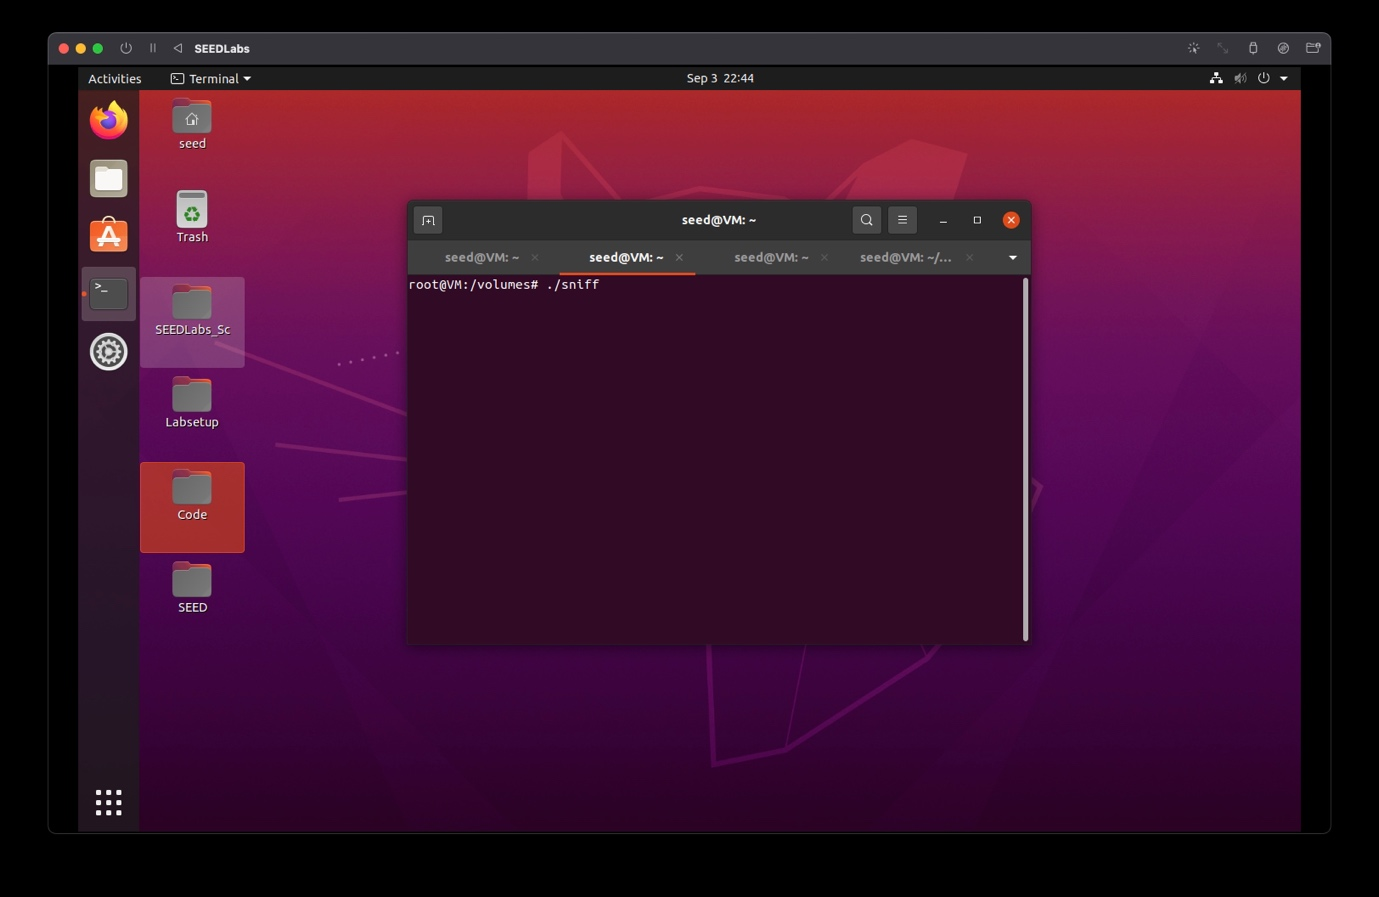 SEEDLabs
Activities
Terminal
Sep 3 22:44
seed
Trash
SEEDLabs_Sc
Labsetup
Code
SEED
seed@VM: ~
seed@VM: ~
seed@VM: ~
seed@VM: ~
seed@VM: ~/...
root@VM:/volumes# ./sniff